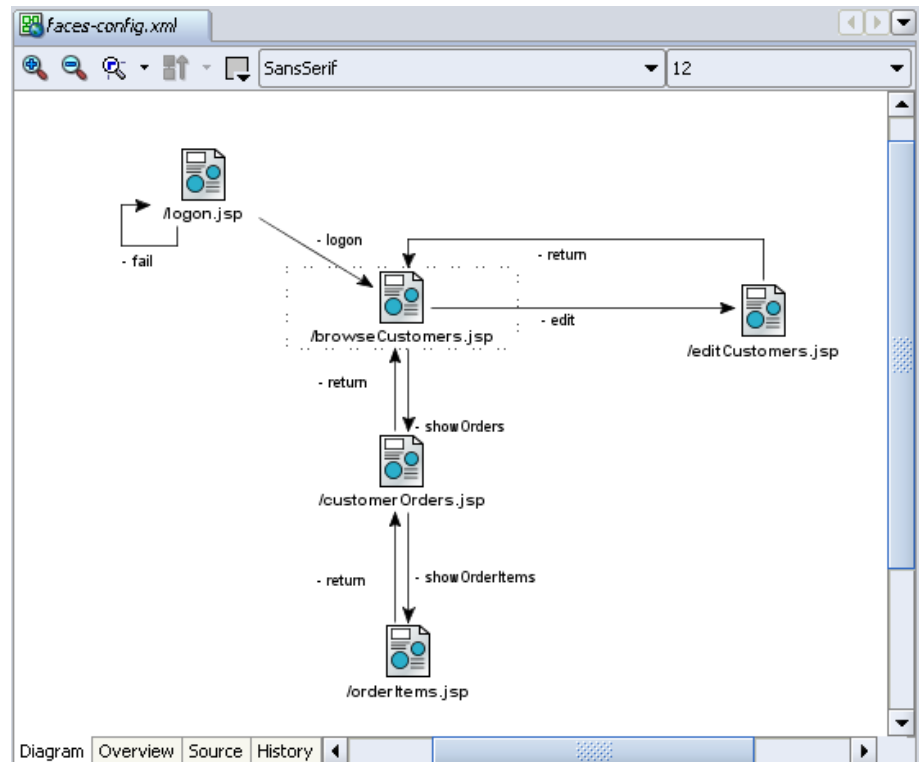 faces-config.xml
SansSerif 12
/logon.jsp
- fail
- logon
- return
/browseCustomers.jsp
- edit
/editCustomers.jsp
- return
- showOrders
/customerOrders.jsp
- return
- showOrderItems
/orderItems.jsp
Diagram Overview Source History